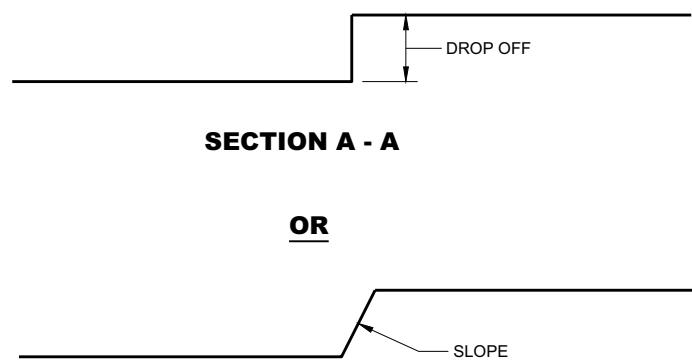 DROP OFF
SECTION A - A
OR
SLOPE